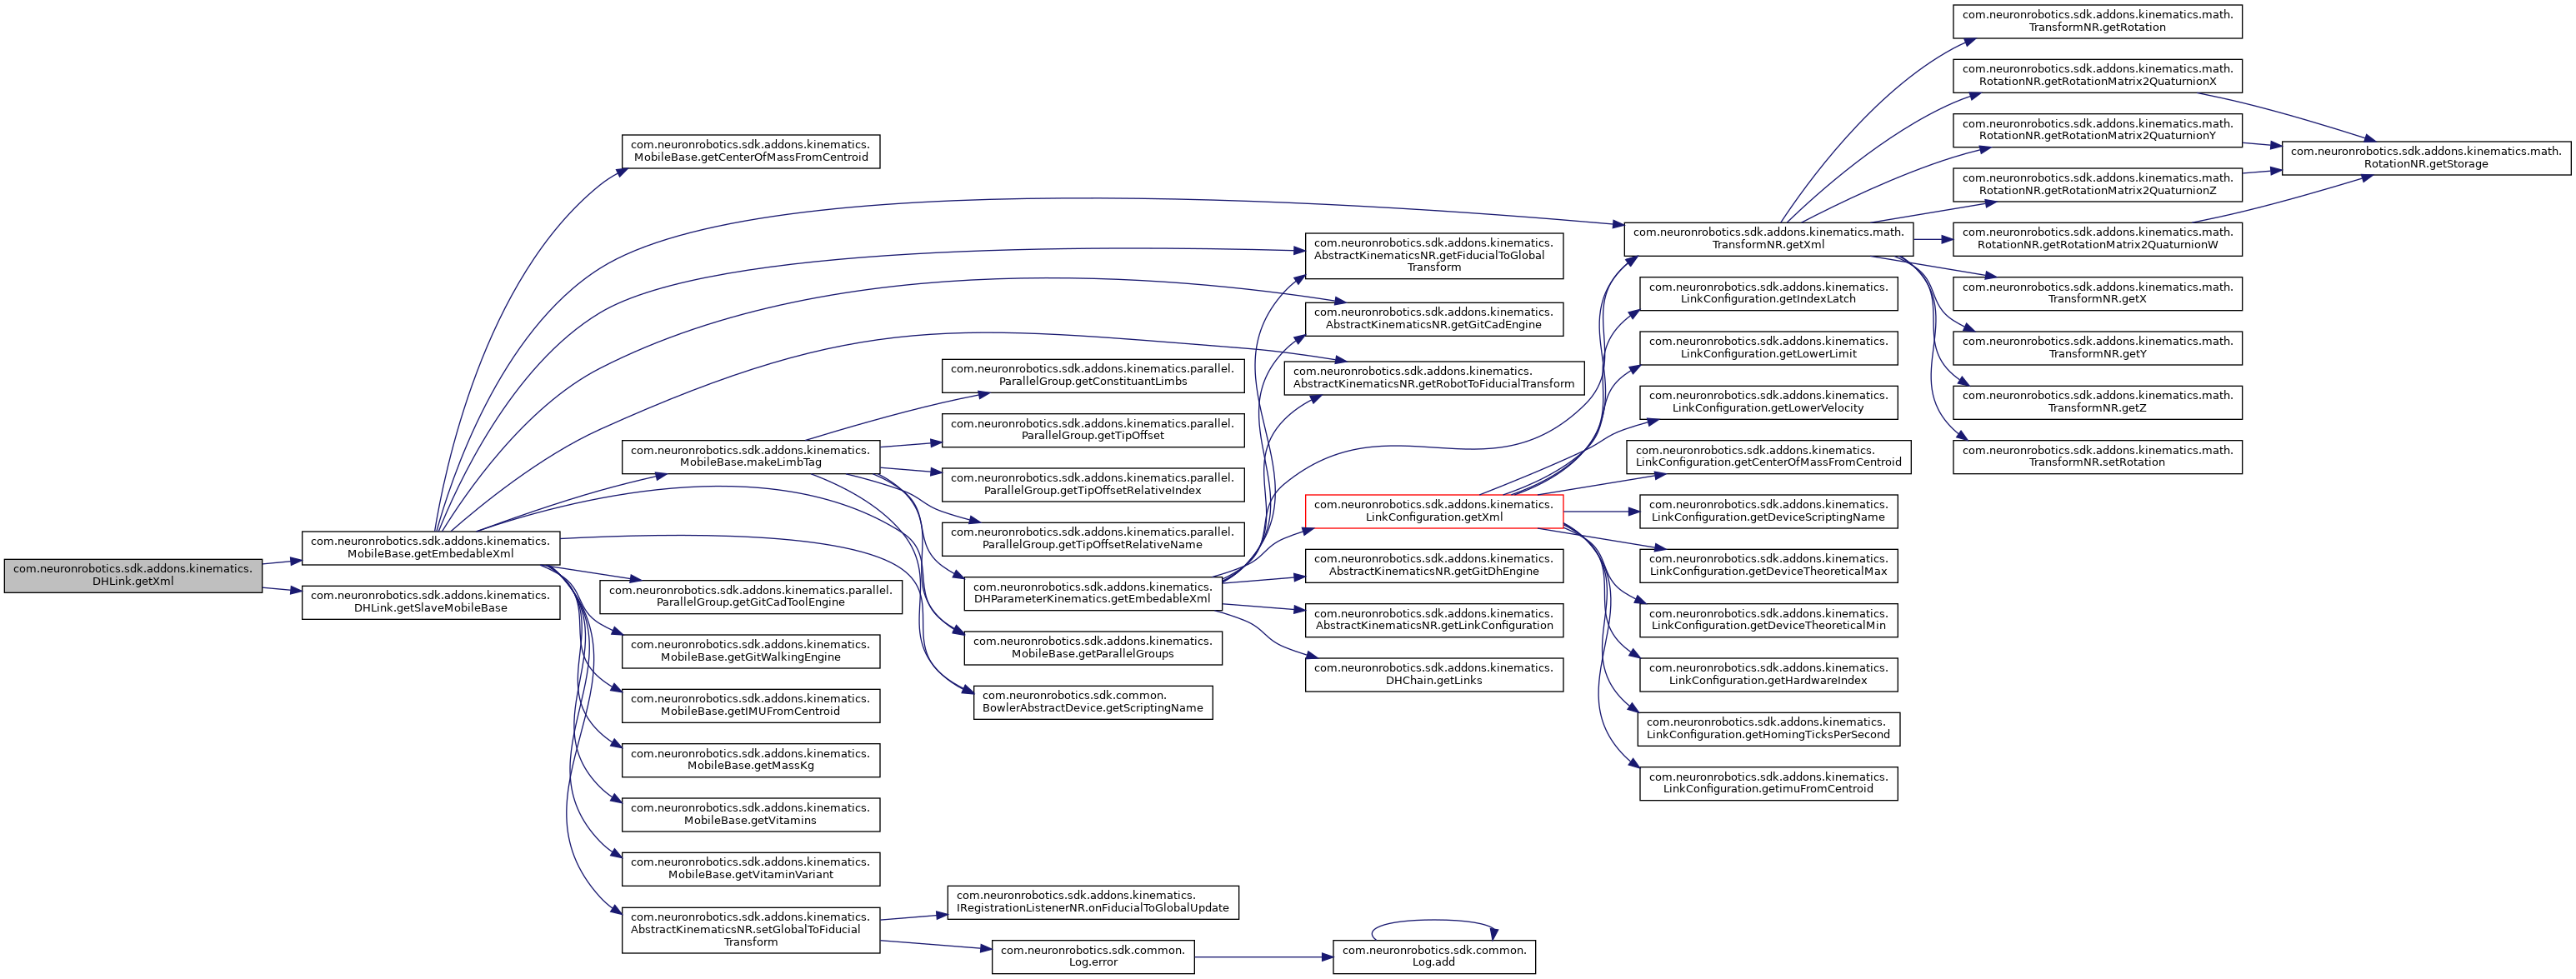 com.neuronrobotics.sdk.addons.kinematics.
DHLink.getXml
com.neuronrobotics.sdk.addons.kinematics.
MobileBase.getEmbedableXml
com.neuronrobotics.sdk.addons.kinematics.
DHLink.getSlaveMobileBase
com.neuronrobotics.sdk.addons.kinematics.
MobileBase.getCenterOfMassFromCentroid
com.neuronrobotics.sdk.addons.kinematics.
MobileBase.makeLimbTag
com.neuronrobotics.sdk.addons.kinematics.parallel.
ParallelGroup.getGitCadToolEngine
com.neuronrobotics.sdk.addons.kinematics.
MobileBase.getGitWalkingEngine
com.neuronrobotics.sdk.addons.kinematics.
MobileBase.getIMUFromCentroid
com.neuronrobotics.sdk.addons.kinematics.
MobileBase.getMassKg
com.neuronrobotics.sdk.addons.kinematics.
MobileBase.getVitamins
com.neuronrobotics.sdk.addons.kinematics.
MobileBase.getVitaminVariant
com.neuronrobotics.sdk.addons.kinematics.
AbstractKinematicsNR.setGlobalToFiducial
Transform
com.neuronrobotics.sdk.addons.kinematics.parallel.
ParallelGroup.getConstituantLimbs
com.neuronrobotics.sdk.addons.kinematics.parallel.
ParallelGroup.getTipOffset
com.neuronrobotics.sdk.addons.kinematics.parallel.
ParallelGroup.getTipOffsetRelativeIndex
com.neuronrobotics.sdk.addons.kinematics.parallel.
ParallelGroup.getTipOffsetRelativeName
com.neuronrobotics.sdk.addons.kinematics.
DHParameterKinematics.getEmbedableXml
com.neuronrobotics.sdk.addons.kinematics.
MobileBase.getParallelGroups
com.neuronrobotics.sdk.common.
BowlerAbstractDevice.getScriptingName
com.neuronrobotics.sdk.addons.kinematics.
IRegistrationListenerNR.onFiducialToGlobalUpdate
com.neuronrobotics.sdk.common.
Log.error
com.neuronrobotics.sdk.addons.kinematics.
AbstractKinematicsNR.getFiducialToGlobal
Transform
com.neuronrobotics.sdk.addons.kinematics.
AbstractKinematicsNR.getGitCadEngine
com.neuronrobotics.sdk.addons.kinematics.
AbstractKinematicsNR.getRobotToFiducialTransform
com.neuronrobotics.sdk.addons.kinematics.
LinkConfiguration.getXml
com.neuronrobotics.sdk.addons.kinematics.
AbstractKinematicsNR.getGitDhEngine
com.neuronrobotics.sdk.addons.kinematics.
AbstractKinematicsNR.getLinkConfiguration
com.neuronrobotics.sdk.addons.kinematics.
DHChain.getLinks
com.neuronrobotics.sdk.common.
Log.add
com.neuronrobotics.sdk.addons.kinematics.math.
TransformNR.getXml
com.neuronrobotics.sdk.addons.kinematics.
LinkConfiguration.getIndexLatch
com.neuronrobotics.sdk.addons.kinematics.
LinkConfiguration.getLowerLimit
com.neuronrobotics.sdk.addons.kinematics.
LinkConfiguration.getLowerVelocity
com.neuronrobotics.sdk.addons.kinematics.
LinkConfiguration.getCenterOfMassFromCentroid
com.neuronrobotics.sdk.addons.kinematics.
LinkConfiguration.getDeviceScriptingName
com.neuronrobotics.sdk.addons.kinematics.
LinkConfiguration.getDeviceTheoreticalMax
com.neuronrobotics.sdk.addons.kinematics.
LinkConfiguration.getDeviceTheoreticalMin
com.neuronrobotics.sdk.addons.kinematics.
LinkConfiguration.getHardwareIndex
com.neuronrobotics.sdk.addons.kinematics.
LinkConfiguration.getHomingTicksPerSecond
com.neuronrobotics.sdk.addons.kinematics.
LinkConfiguration.getimuFromCentroid
com.neuronrobotics.sdk.addons.kinematics.math.
TransformNR.getRotation
com.neuronrobotics.sdk.addons.kinematics.math.
RotationNR.getRotationMatrix2QuaturnionX
com.neuronrobotics.sdk.addons.kinematics.math.
RotationNR.getRotationMatrix2QuaturnionY
com.neuronrobotics.sdk.addons.kinematics.math.
RotationNR.getRotationMatrix2QuaturnionZ
com.neuronrobotics.sdk.addons.kinematics.math.
RotationNR.getRotationMatrix2QuaturnionW
com.neuronrobotics.sdk.addons.kinematics.math.
TransformNR.getX
com.neuronrobotics.sdk.addons.kinematics.math.
TransformNR.getY
com.neuronrobotics.sdk.addons.kinematics.math.
TransformNR.getZ
com.neuronrobotics.sdk.addons.kinematics.math.
TransformNR.setRotation
com.neuronrobotics.sdk.addons.kinematics.math.
RotationNR.getStorage